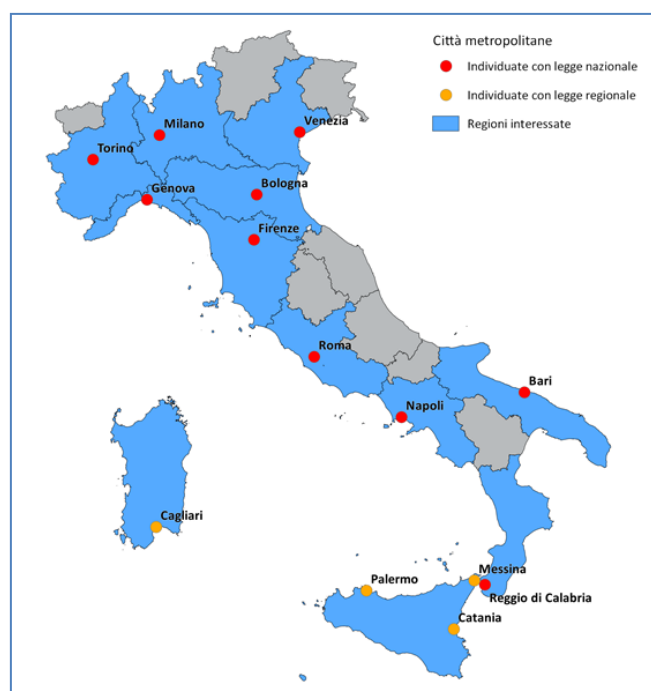 Città metropolitane
Individuate con legge nazionale
Individuate con legge regionale
Regioni interessate
Venezia
Milano
Torino
Genova
Bologna
Firenze
Roma
Bari
Napoli
Cagliari
Messina
Palermo
Reggio di Calabria
Catania